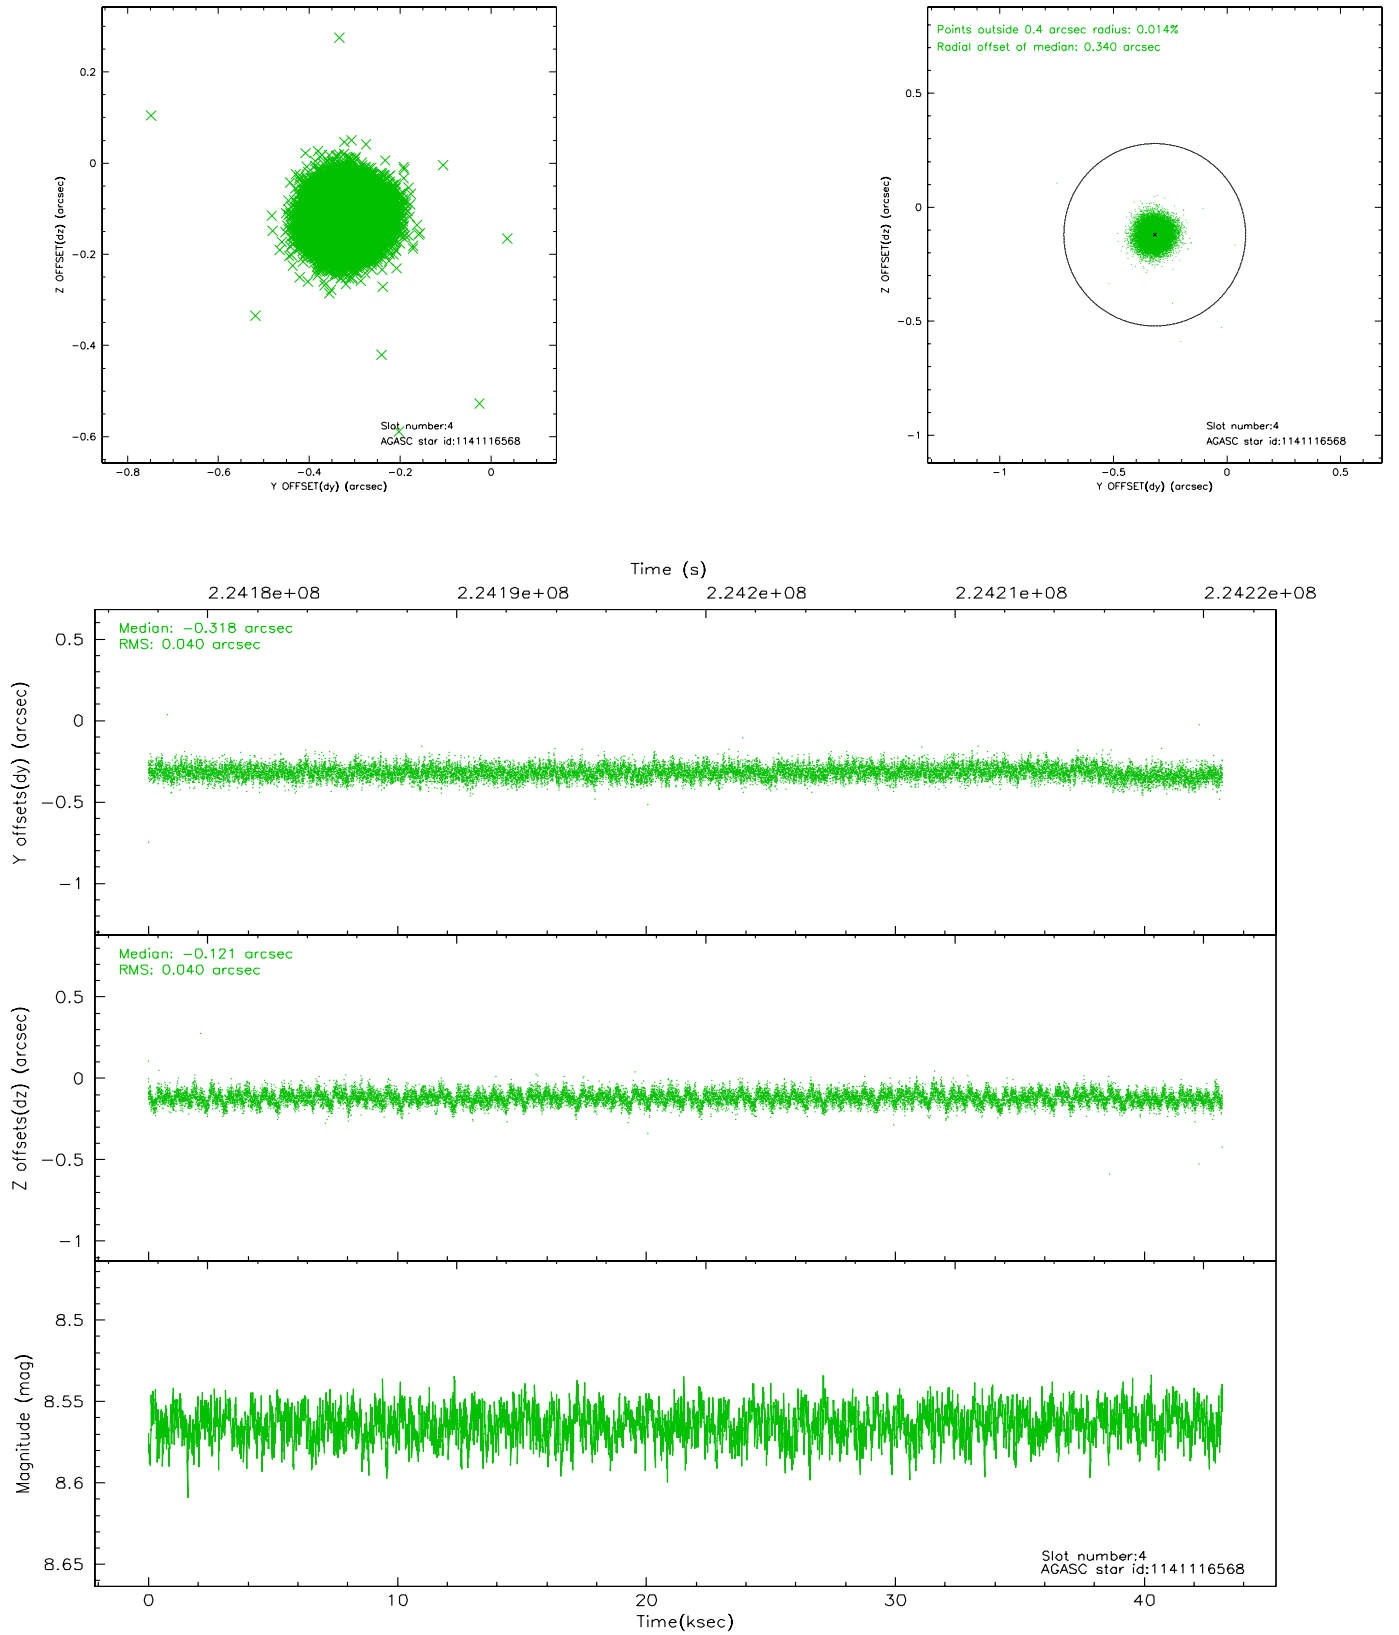 0.2
0
−0.2
−0.4
−0.6
Z OFFSET(dz) (arcsec)
Slot number:4
AGASC star id:1141116568
−0.8
−0.6
−0.4
−0.2
0
Y OFFSET(dy) (arcsec)
Points outside 0.4 arcsec radius: 0.014%
Radial offset of median: 0.340 arcsec
0.5
0
−0.5
−1
Z OFFSET(dz) (arcsec)
Slot number:4
AGASC star id:1141116568
−1
−0.5
0
0.5
Y OFFSET(dy) (arcsec)
Time (s)
2.2418e+08
2.2419e+08
2.242e+08
2.2421e+08
2.2422e+08
Median: −0.318 arcsec
RMS: 0.040 arcsec
0.5
0
−0.5
−1
Y offsets(dy) (arcsec)
Median: −0.121 arcsec
RMS: 0.040 arcsec
0.5
0
−0.5
−1
Z offsets(dz) (arcsec)
8.5
8.55
8.6
8.65
Magnitude (mag)
Slot number:4
AGASC star id:1141116568
0
10
20
30
40
Time(ksec)